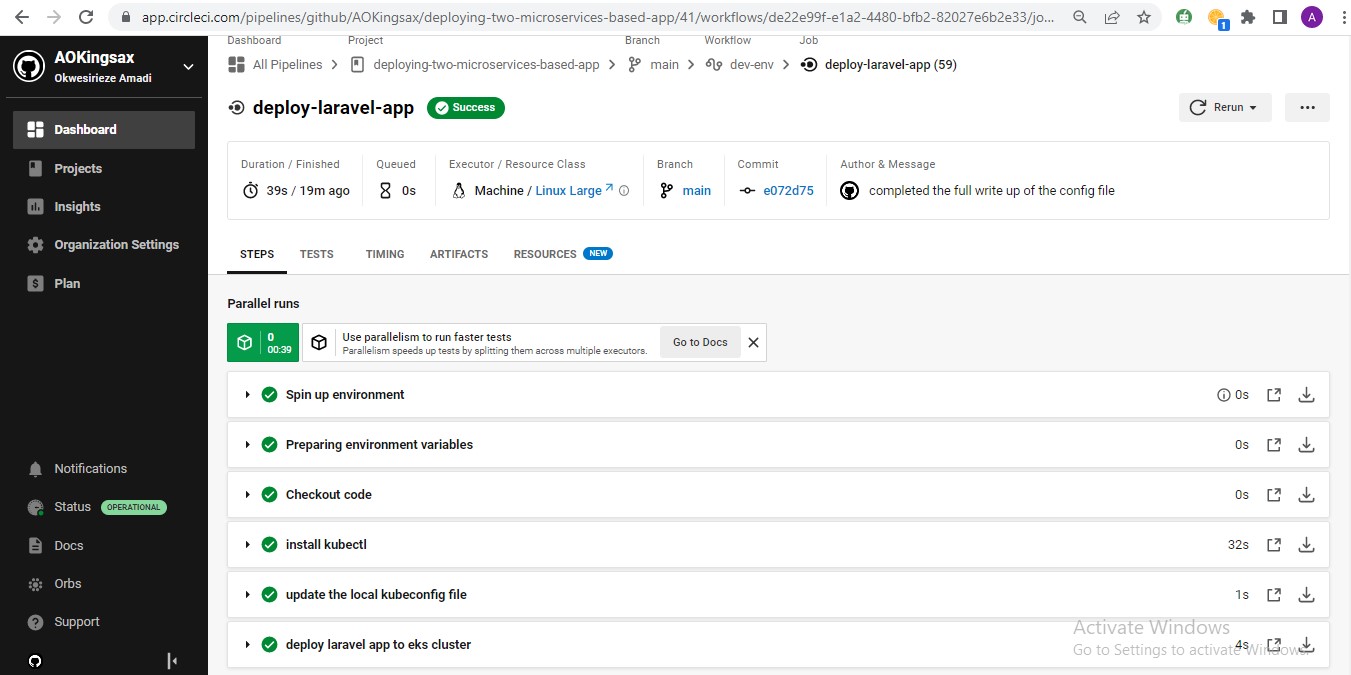 app.circleci.com/pipelines/github/AOKingsax/deploying-two-microservices-based-app/41/workflows/de22e99f-e1a2-4480-bfb2-82027e6b2e33/jo...
1
A
AOKingsax
Okwesirieze Amadi
Dashboard
Projects
Insights
Organization Settings
Plan
Notifications
Status OPERATIONAL
Docs
Orbs
Support
Dashboard Project Branch Workflow Job
All Pipelines deploying-two-microservices-based-app main dev-env deploy-laravel-app (59)
deploy-laravel-app Success Rerun
Duration / Finished Queued Executor / Resource Class Branch Commit Author & Message
39s / 19m ago 0s Machine / Linux Large main e072d75 completed the full write up of the config file
STEPS TESTS TIMING ARTIFACTS RESOURCES NEW
Parallel runs
0
00:39
Use parallelism to run faster tests
Parallelism speeds up tests by splitting them across multiple executors.
Go to Docs
Spin up environment 0s
Preparing environment variables 0s
Checkout code 0s
install kubectl 32s
update the local kubeconfig file 1s
deploy laravel app to eks cluster 4s
Activate Windows
Go to Settings to activate Windows.